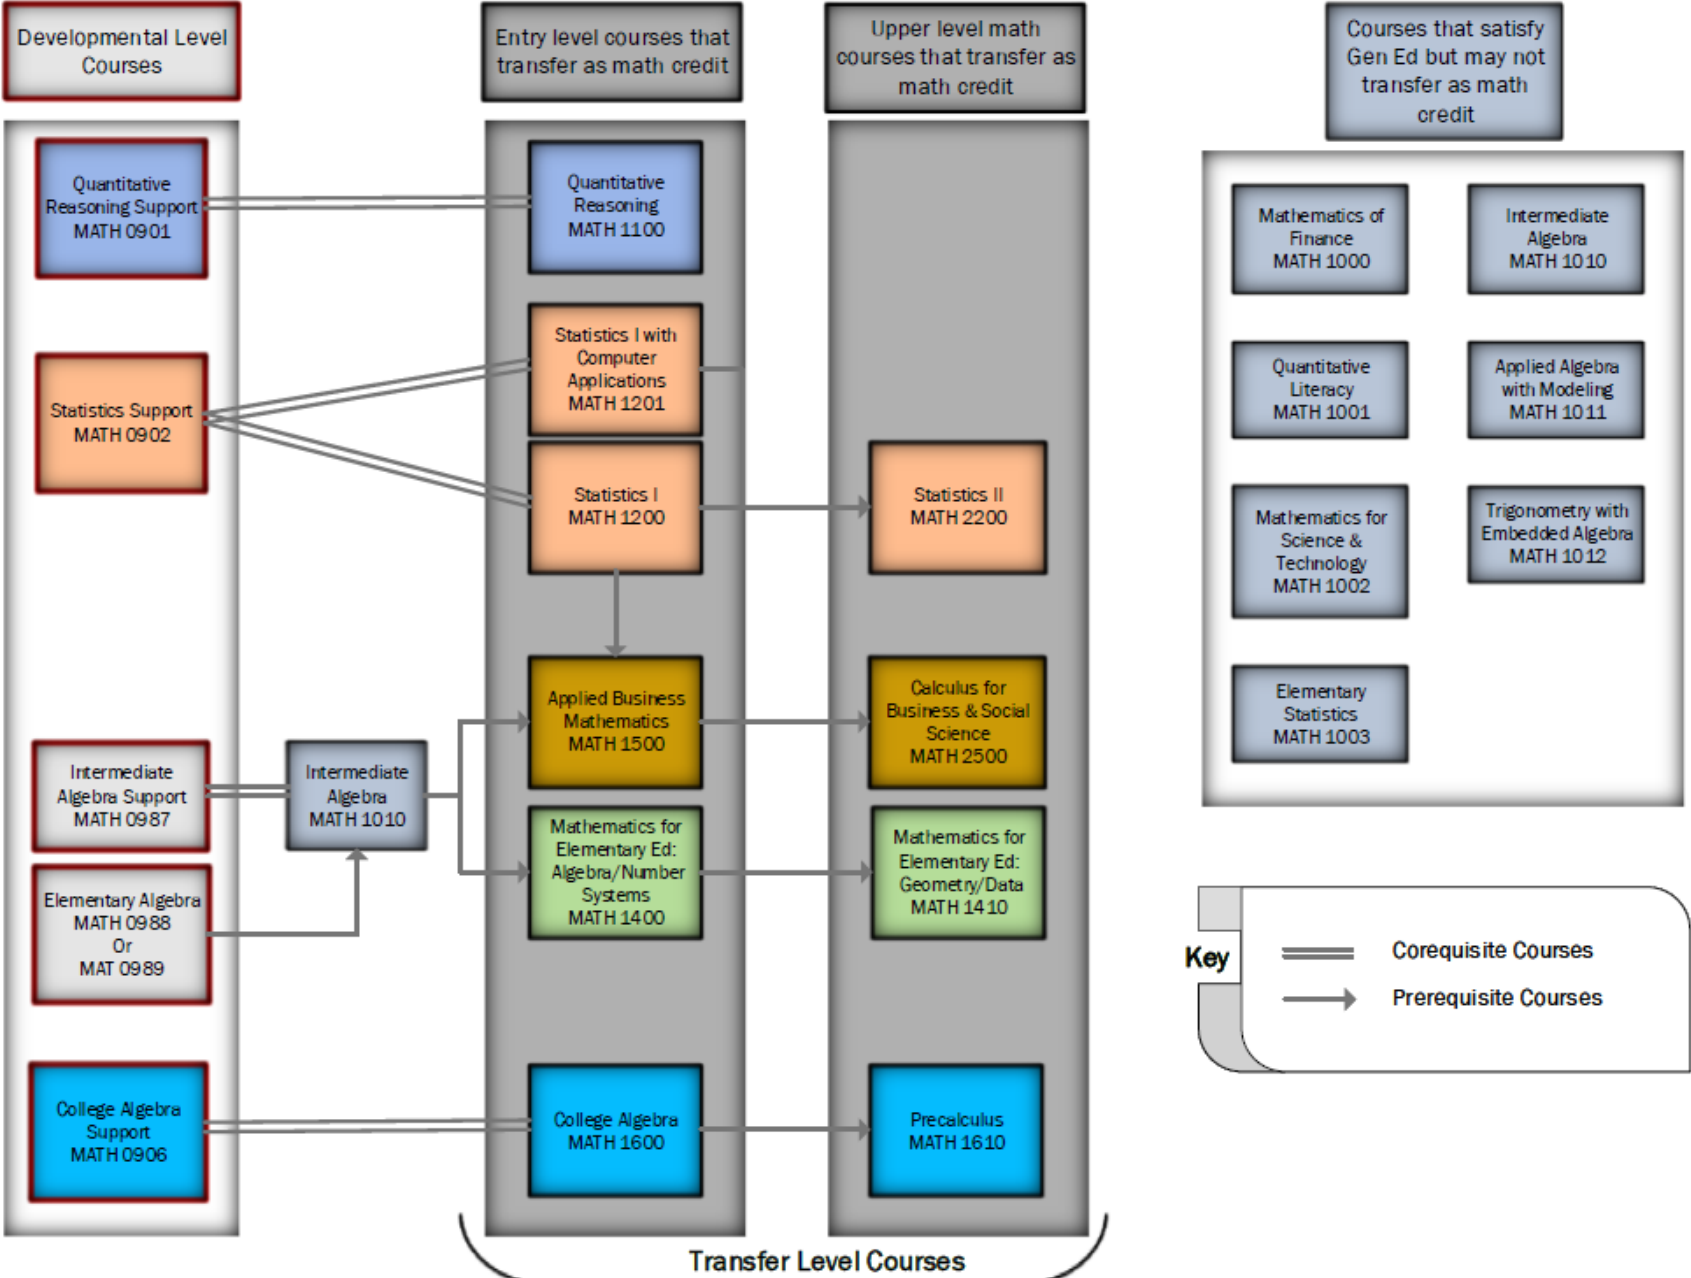 Developmental Level
Courses
Entry level courses that
transfer as math credit
Upper level math
courses that transfer as
math credit
Courses that satisfy
Gen Ed but may not
transfer as math
credit
Quantitative
Reasoning Support
MATH 0901
Quantitative
Reasoning
MATH 1100
Statistics Support
MATH 0902
Statistics I with
Computer
Applications
MATH 1201
Statistics I
MATH 1200
Statistics II
MATH 2200
Applied Business
Mathematics
MATH 1500
Calculus for
Business & Social
Science
MATH 2500
Intermediate
Algebra Support
MATH 0987
Intermediate
Algebra
MATH 1010
Elementary Algebra
MATH 0988
Or
MAT 0989
Mathematics for
Elementary Ed:
Algebra/Number
Systems
MATH 1400
Mathematics for
Elementary Ed:
Geometry/Data
MATH 1410
College Algebra
Support
MATH 0906
College Algebra
MATH 1600
Precalculus
MATH 1610
Transfer Level Courses
Mathematics of
Finance
MATH 1000
Intermediate
Algebra
MATH 1010
Quantitative
Literacy
MATH 1001
Applied Algebra
with Modeling
MATH 1011
Mathematics for
Science &
Technology
MATH 1002
Trigonometry with
Embedded Algebra
MATH 1012
Elementary
Statistics
MATH 1003
Key
Corequisite Courses
Prerequisite Courses